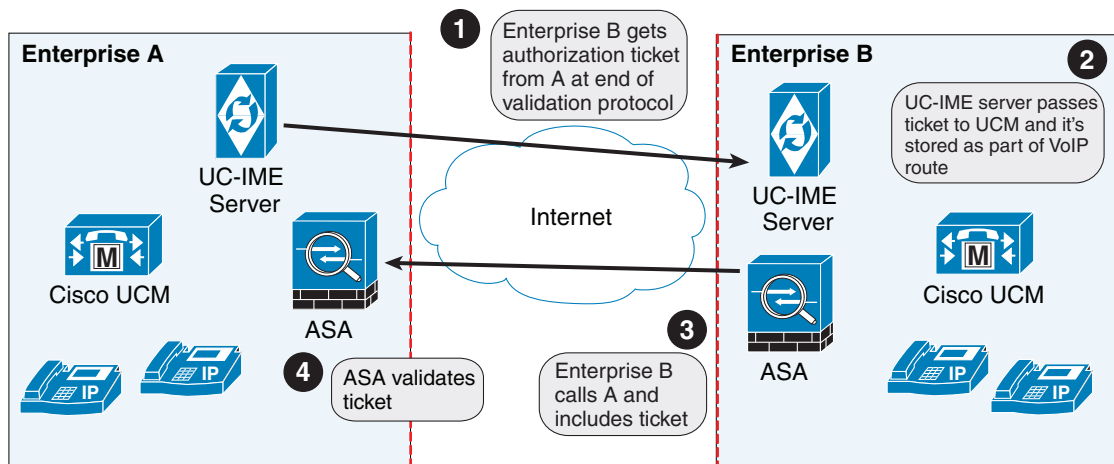 1
Enterprise B gets
authorization ticket
from A at end of
validation protocol
Enterprise A
UC-IME
Server
M
Cisco UCM
ASA
IP
IP
4
ASA validates
ticket
Internet
3
Enterprise B
calls A and
includes ticket
Enterprise B
2
UC-IME server passes
ticket to UCM and it's
stored as part of VoIP
route
UC-IME
Server
M
Cisco UCM
ASA
IP
IP